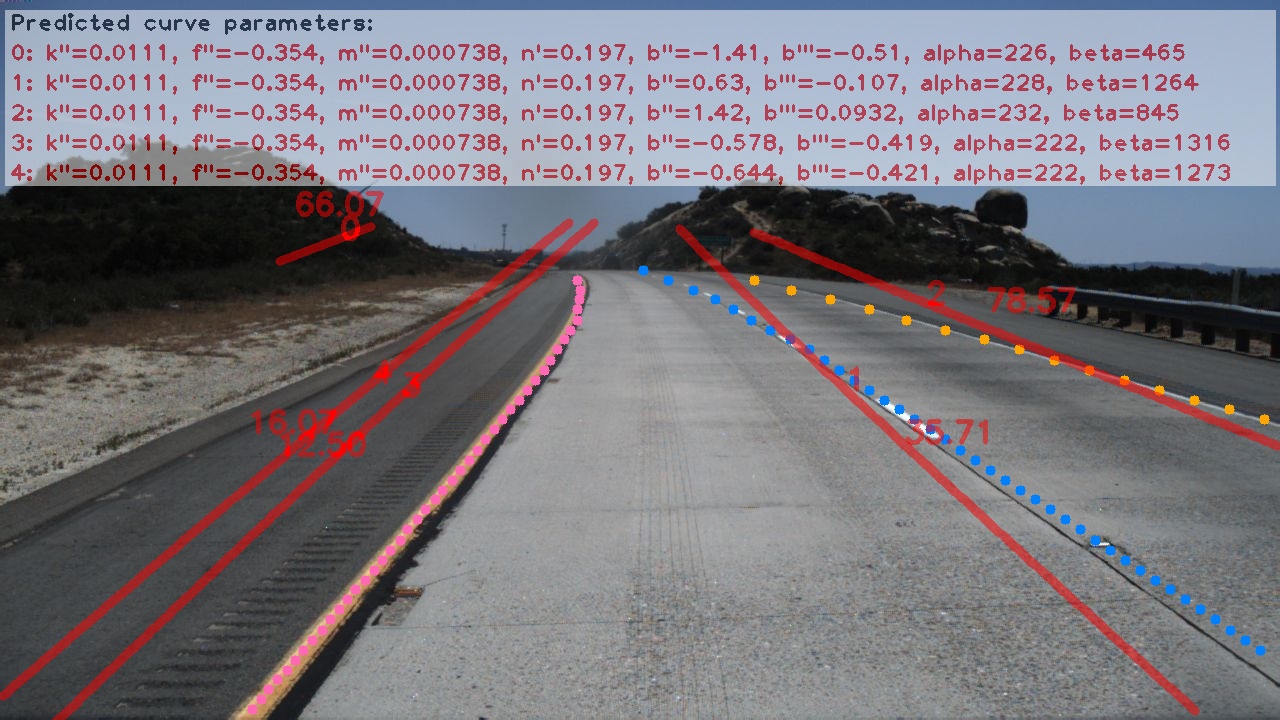 Predicted curve parameters:
0: k''=0.0111, f''=-0.354, m''=0.000738, n'=0.197, b''=-1.41, b'''=-0.51, alpha=226, beta=465
1: k''=0.0111, f''=-0.354, m''=0.000738, n'=0.197, b''=0.63, b'''=-0.107, alpha=228, beta=1264
2: k''=0.0111, f''=-0.354, m''=0.000738, n'=0.197, b''=1.42, b'''=0.0932, alpha=232, beta=845
3: k''=0.0111, f''=-0.354, m''=0.000738, n'=0.197, b''=-0.578, b'''=-0.419, alpha=222, beta=1316
4: k''=0.0111, f''=-0.354, m''=0.000738, n'=0.197, b''=-0.644, b'''=-0.421, alpha=222, beta=1273
66.07
0
2 78.57
4 3
1
16.07
35.71